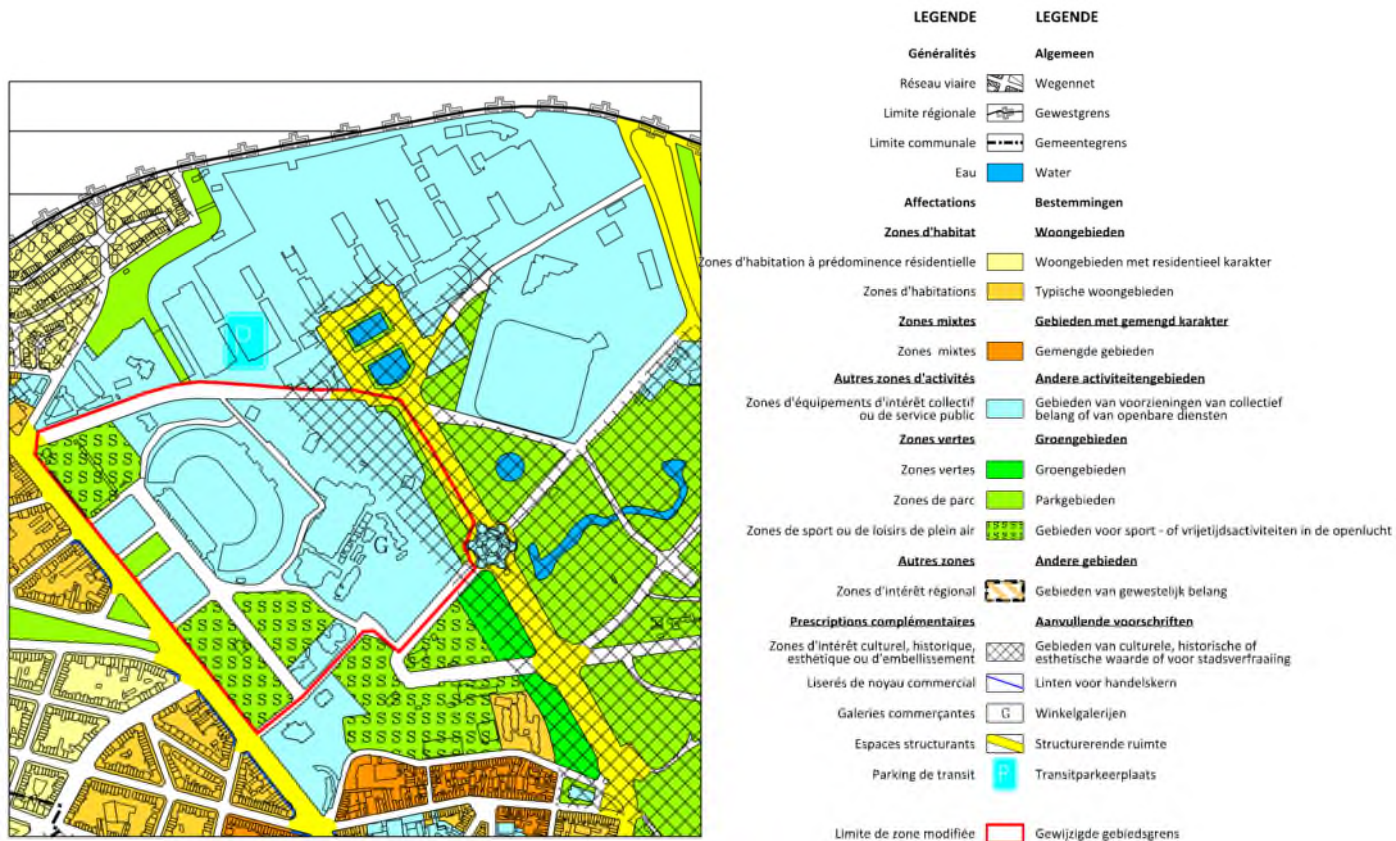 LEGENDE LEGENDE
Généralités Algemeen
Réseau viaire Wegennet
Limite régionale Gewestgrens
Limite communale Gemeentegrens
Eau Water
Affectations Bestemmingen
Zones d'habitat Woongebieden
Zones d'habitation à prédominence résidentielle Woongebieden met residentieel karakter
Zones d'habitations Typische woongebieden
Zones mixtes Gebieden met gemengd karakter
Zones mixtes Gemengde gebieden
Autres zones d'activités Andere activiteitengebieden
Zones d'équipements d'intérêt collectif Gebieden van voorzieningen van collectief
ou de service public belang of van openbare diensten
Zones vertes Groengebieden
Zones vertes Groengebieden
Zones de parc Parkgebieden
Zones de sport ou de loisirs de plein air Gebieden voor sport - of vrijetijdsactiviteiten in de openlucht
Autres zones Andere gebieden
Zones d'intérêt régional Gebieden van gewestelijk belang
Prescriptions complémentaires Aanvullende voorschriften
Zones d'intérêt culturel, historique, Gebieden van culturele, historische of
esthétique ou d'embellissement esthetische waarde of voor stadsverfraaiing
Liserés de noyau commercial Linten voor handelskern
Galeries commerçantes G Winkelgalerijen
Espaces structurants Structurerende ruimte
Parking de transit P Transitparkeerplaats
Limite de zone modifiée Gewijzigde gebiedsgrens
G